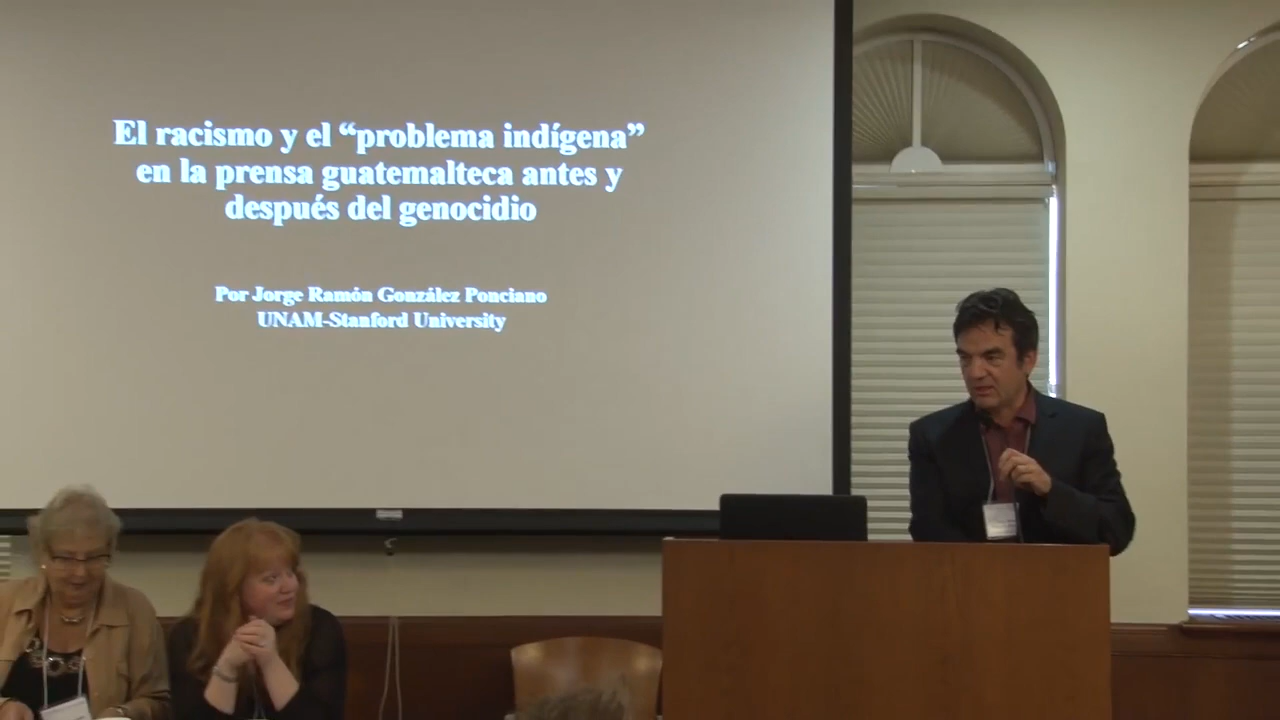 El racismo y el “problema indígena”
en la prensa guatemalteca antes y
después del genocidio
Por Jorge Ramón González Ponciano
UNAM-Stanford University